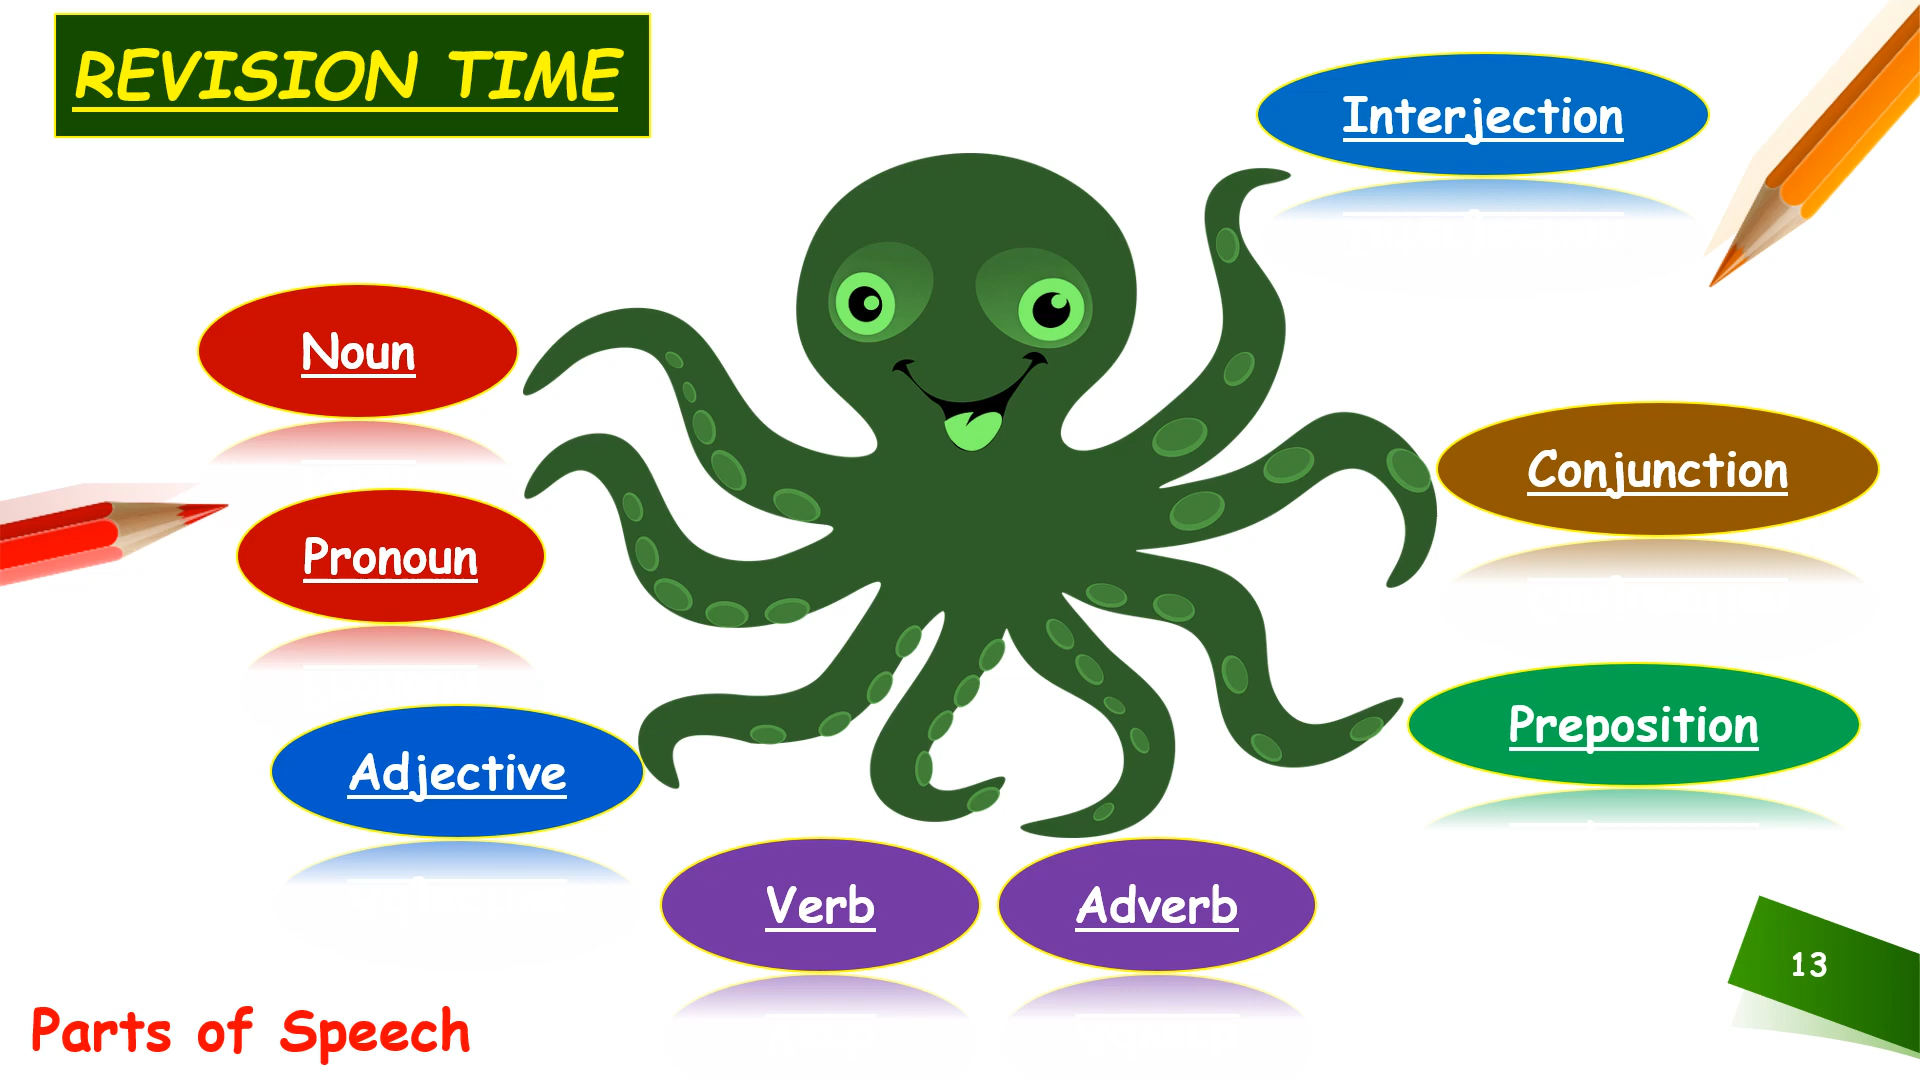 REVISION TIME
Interjection
Noun
Conjunction
Pronoun
Preposition
Adjective
Verb
Adverb
13
Parts of Speech